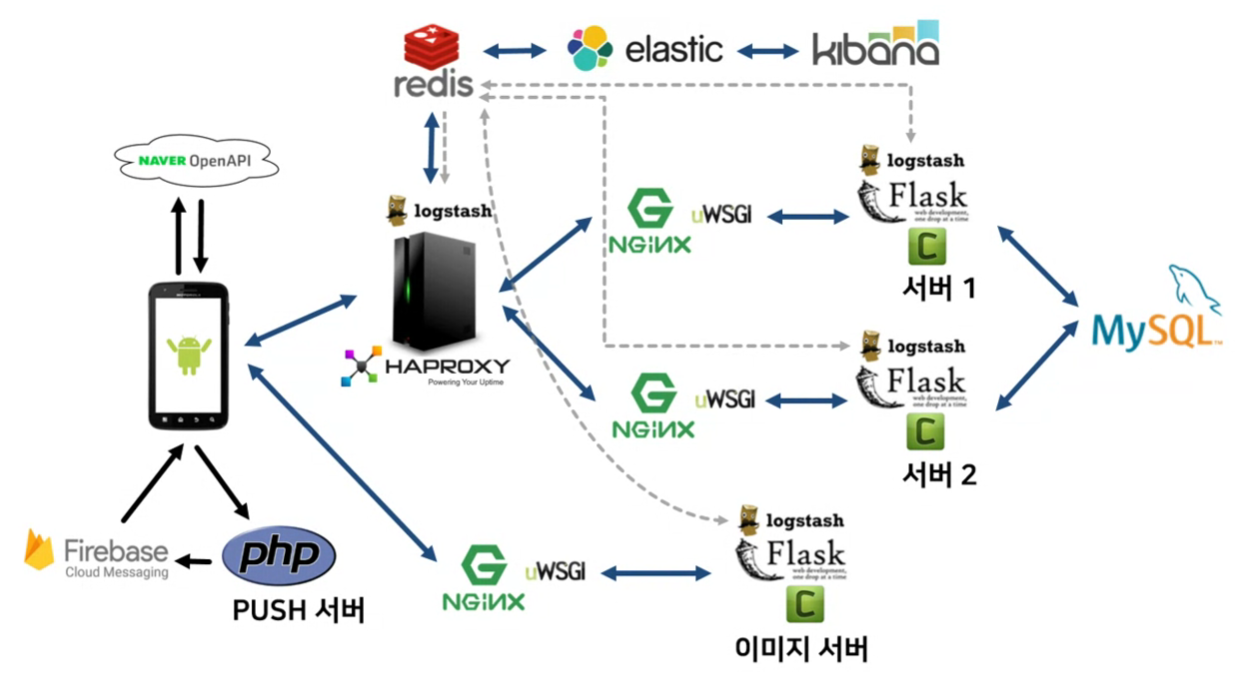 redis
elastic
kibana
NAVER OpenAPI
logstash
HAPROXY
Powering Your Uptime
NGiNX
uWSGI
logstash
Flask
web development,
one drop at a time
C
서버 1
MySQL™
NGiNX
uWSGI
logstash
Flask
web development,
one drop at a time
C
서버 2
Firebase
Cloud Messaging
php
PUSH 서버
NGiNX
uWSGI
logstash
Flask
web development,
one drop at a time
C
이미지 서버